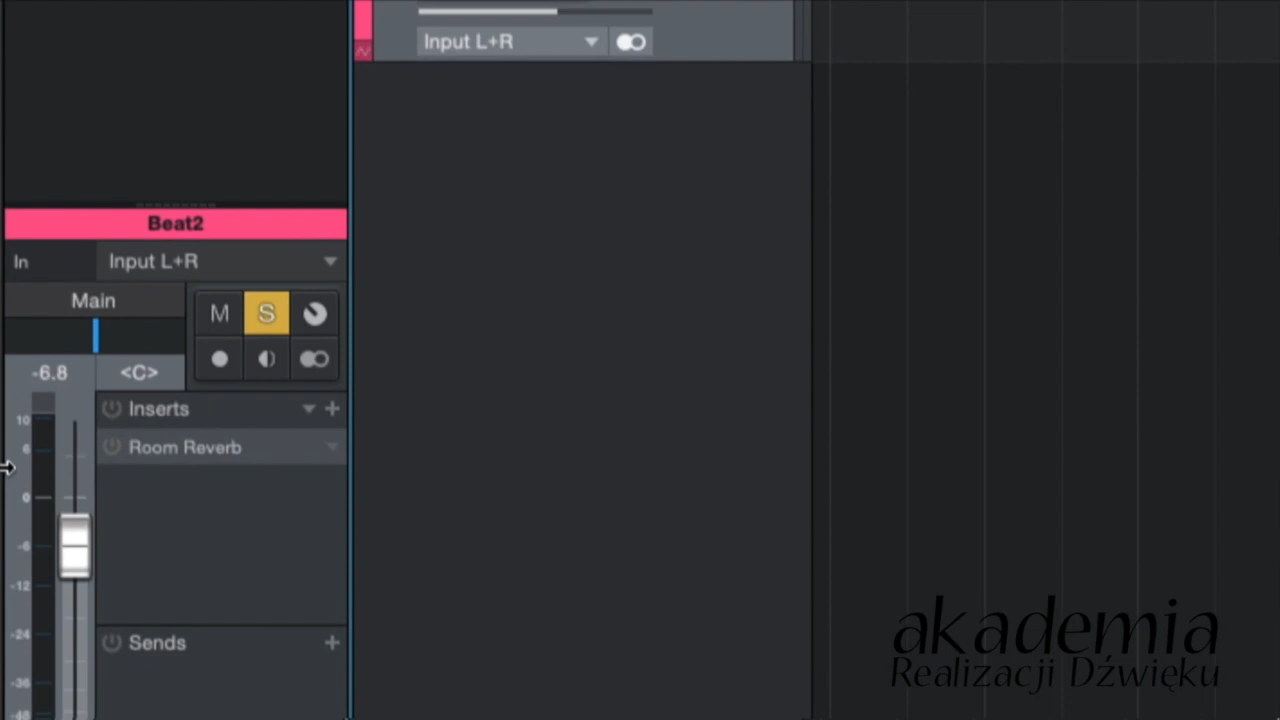 Input L+R
Beat2
In
Input L+R
Main
M
S
-6.8
<C>
Inserts
10
6
Room Reverb
0
-6
-12
-24
Sends
-36
-48
akademia
Realizacji Dźwięku